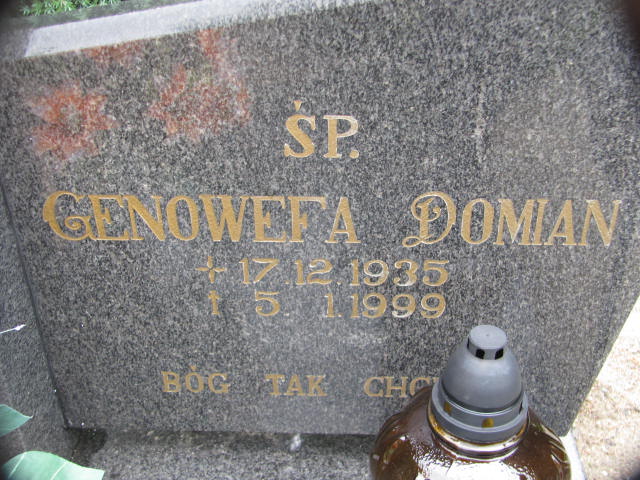 ŚP.
GENOWEFA DOMIAN
17.12.1935
5 1.1999
BÓG TAK